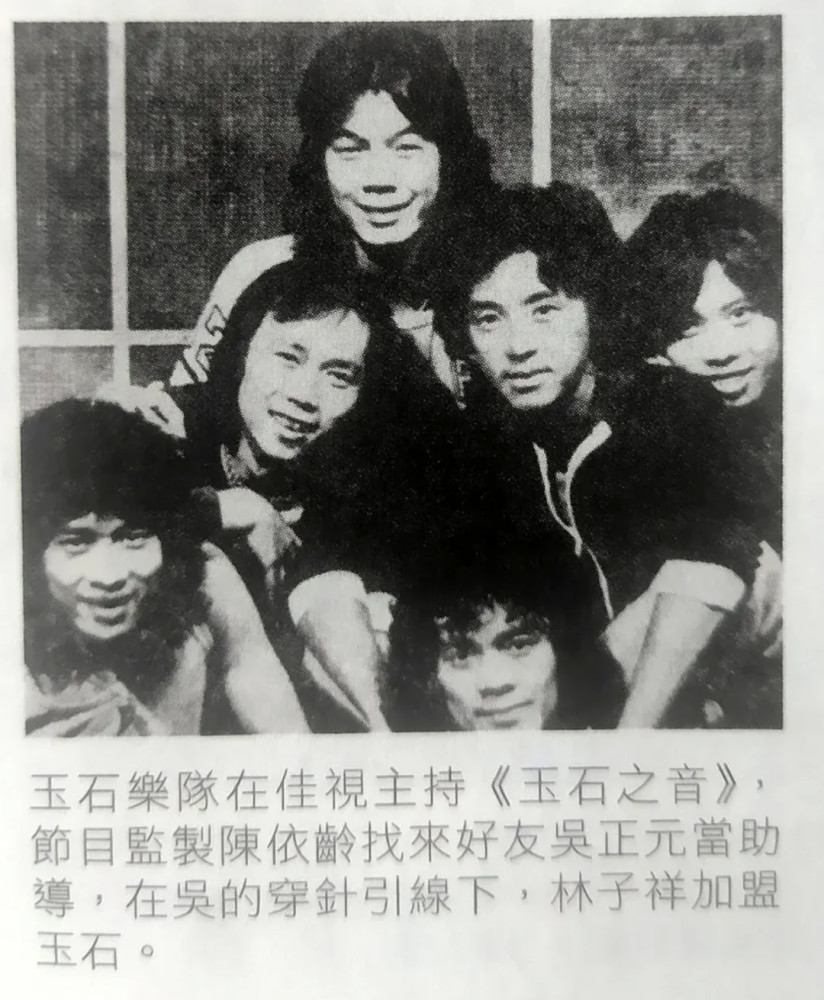 玉石樂隊在佳視主持《玉石之音》，
節目監製陳依齡找來好友吳正元當助
導，在吳的穿針引線下，林子祥加盟
玉石。